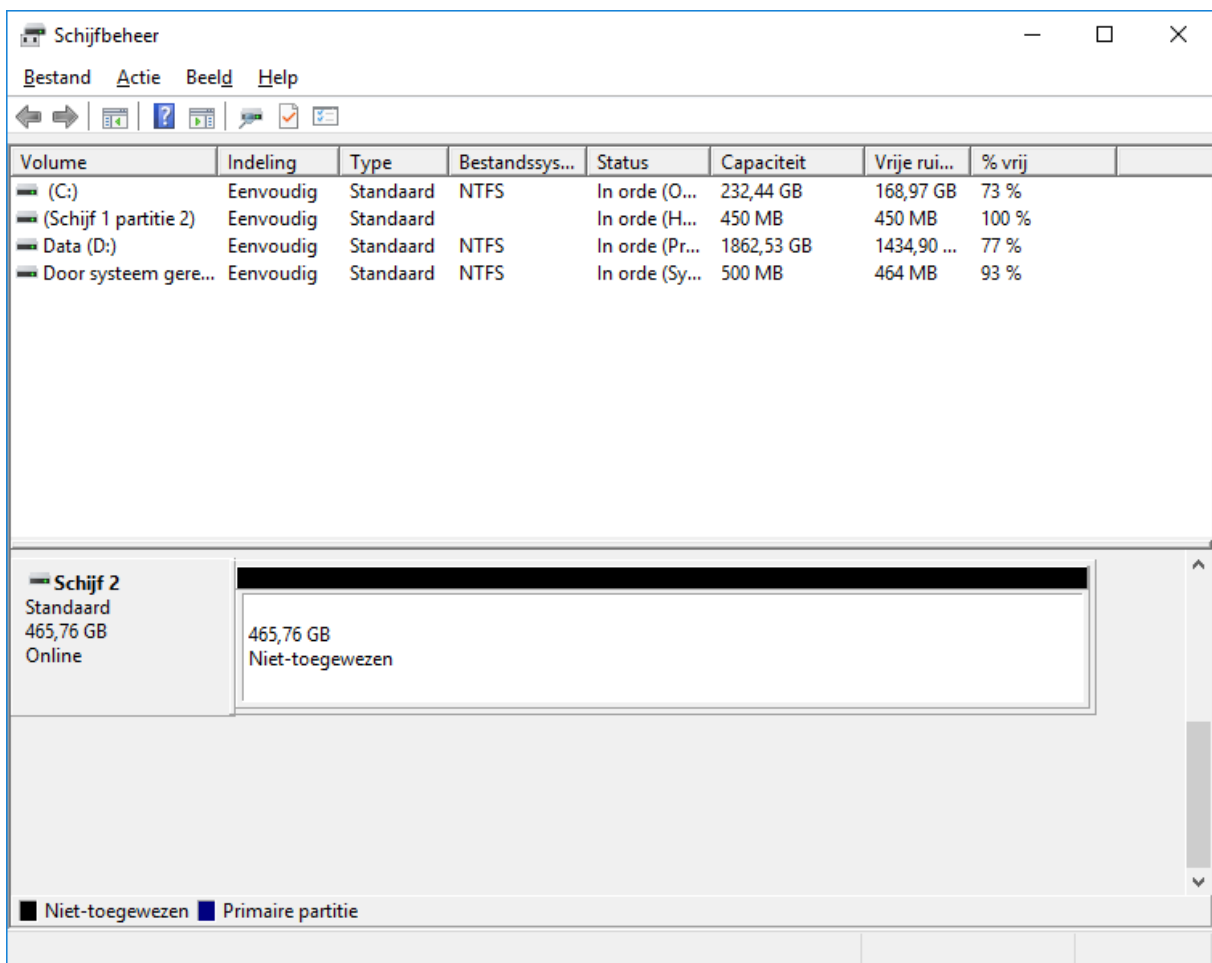 Schijfbeheer
Bestand Actie Beeld Help
Volume Indeling Type Bestandssys... Status Capaciteit Vrije rui... % vrij
(C:) Eenvoudig Standaard NTFS In orde (O... 232,44 GB 168,97 GB 73 %
(Schijf 1 partitie 2) Eenvoudig Standaard In orde (H... 450 MB 450 MB 100 %
Data (D:) Eenvoudig Standaard NTFS In orde (Pr... 1862,53 GB 1434,90 ... 77 %
Door systeem gere... Eenvoudig Standaard NTFS In orde (Sy... 500 MB 464 MB 93 %
Schijf 2
Standaard
465,76 GB
Online
465,76 GB
Niet-toegewezen
Niet-toegewezen Primaire partitie